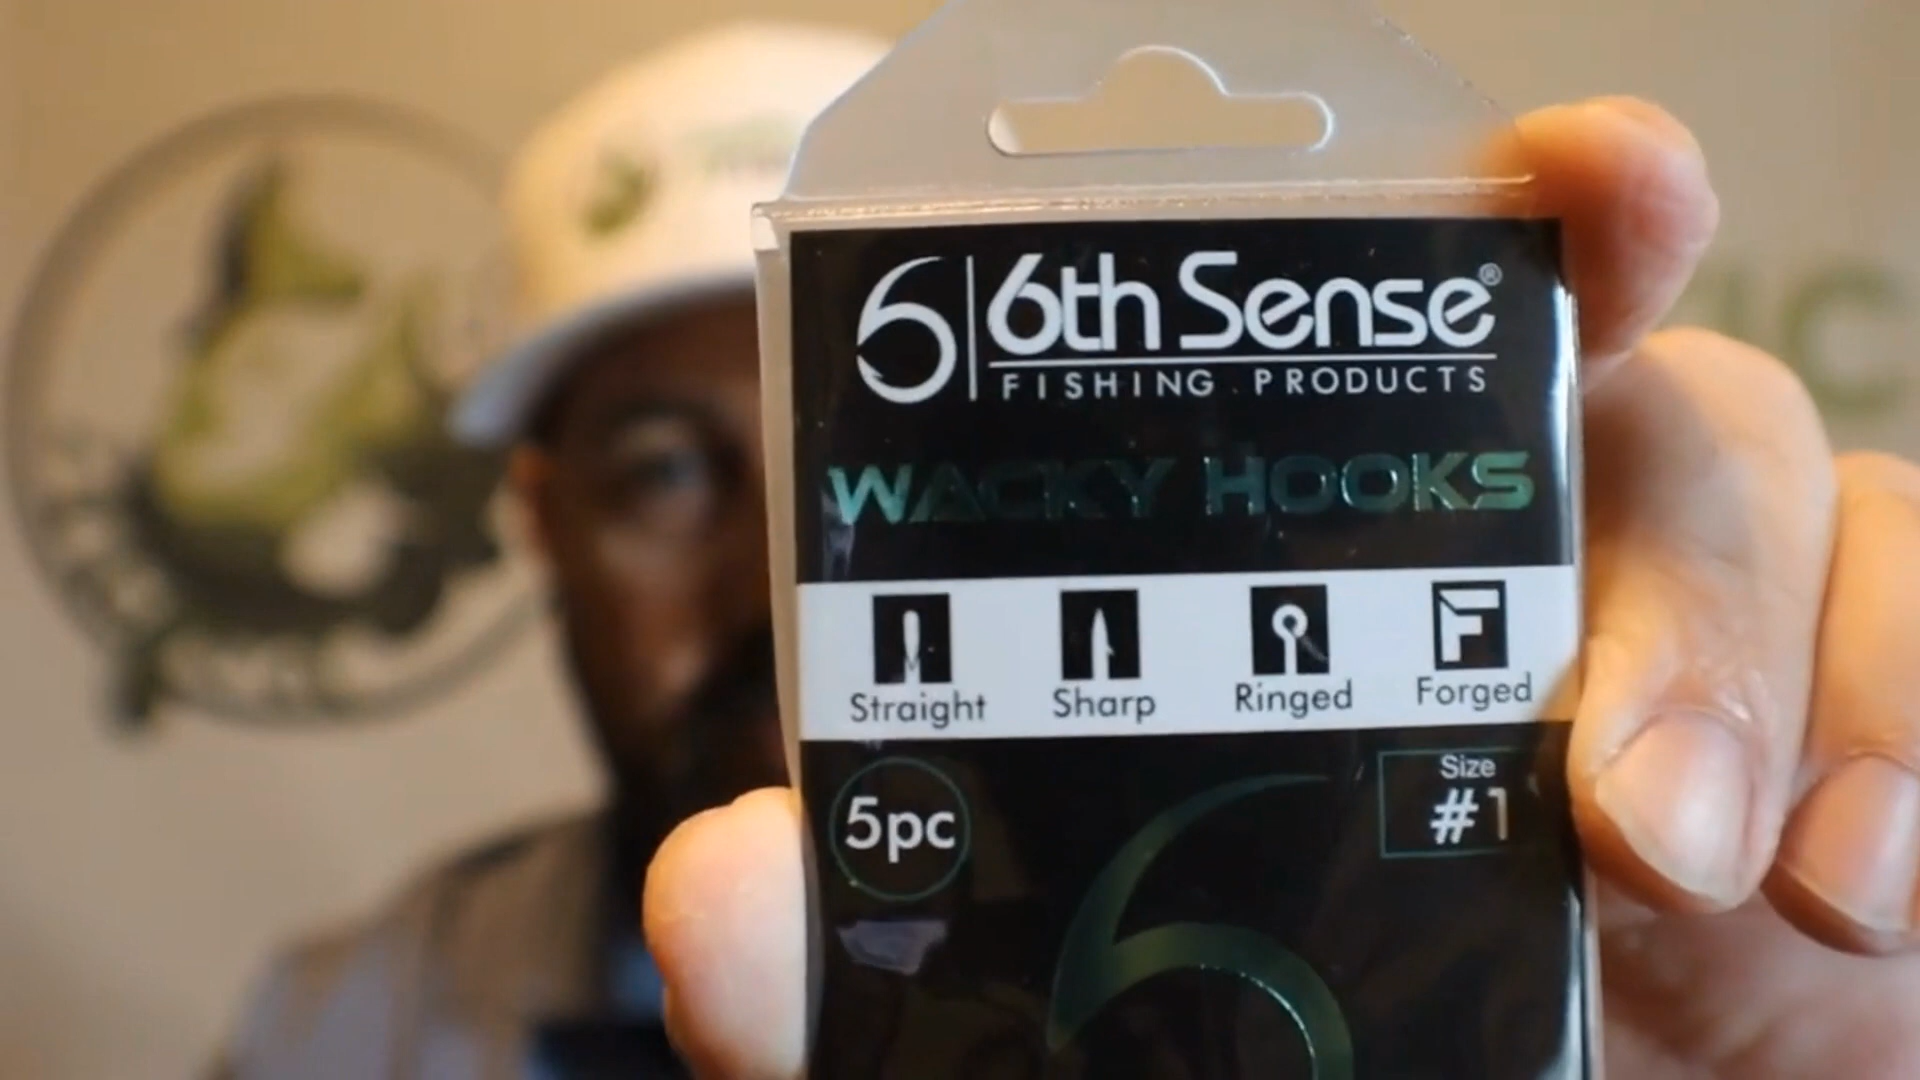 6th Sense®
FISHING PRODUCTS
WACKY HOOKS
Straight Sharp Ringed Forged
5pc
Size
#1